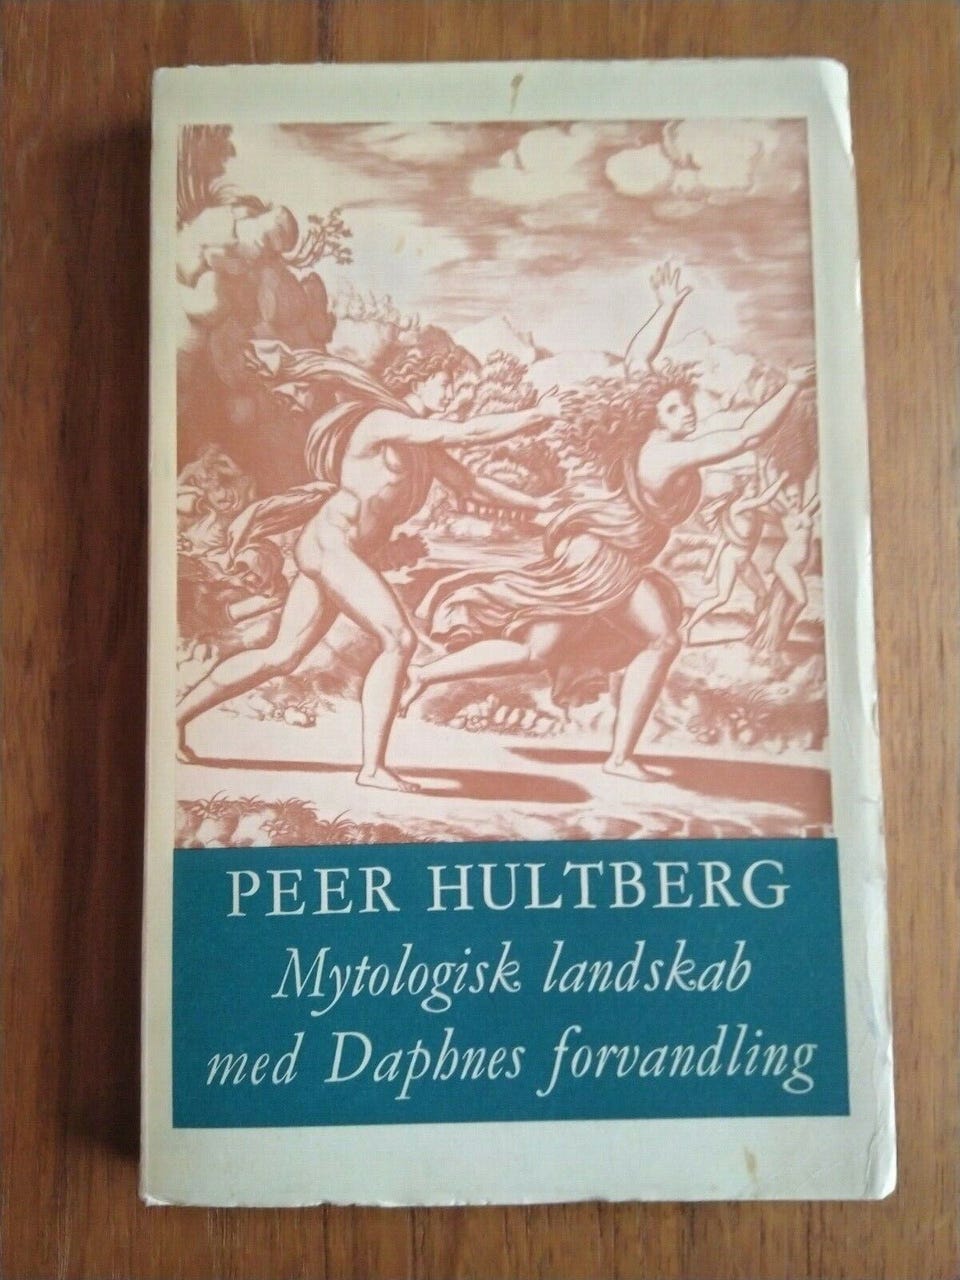 PEER HULTBERG
Mytologisk landskab
med Daphnes forvandling